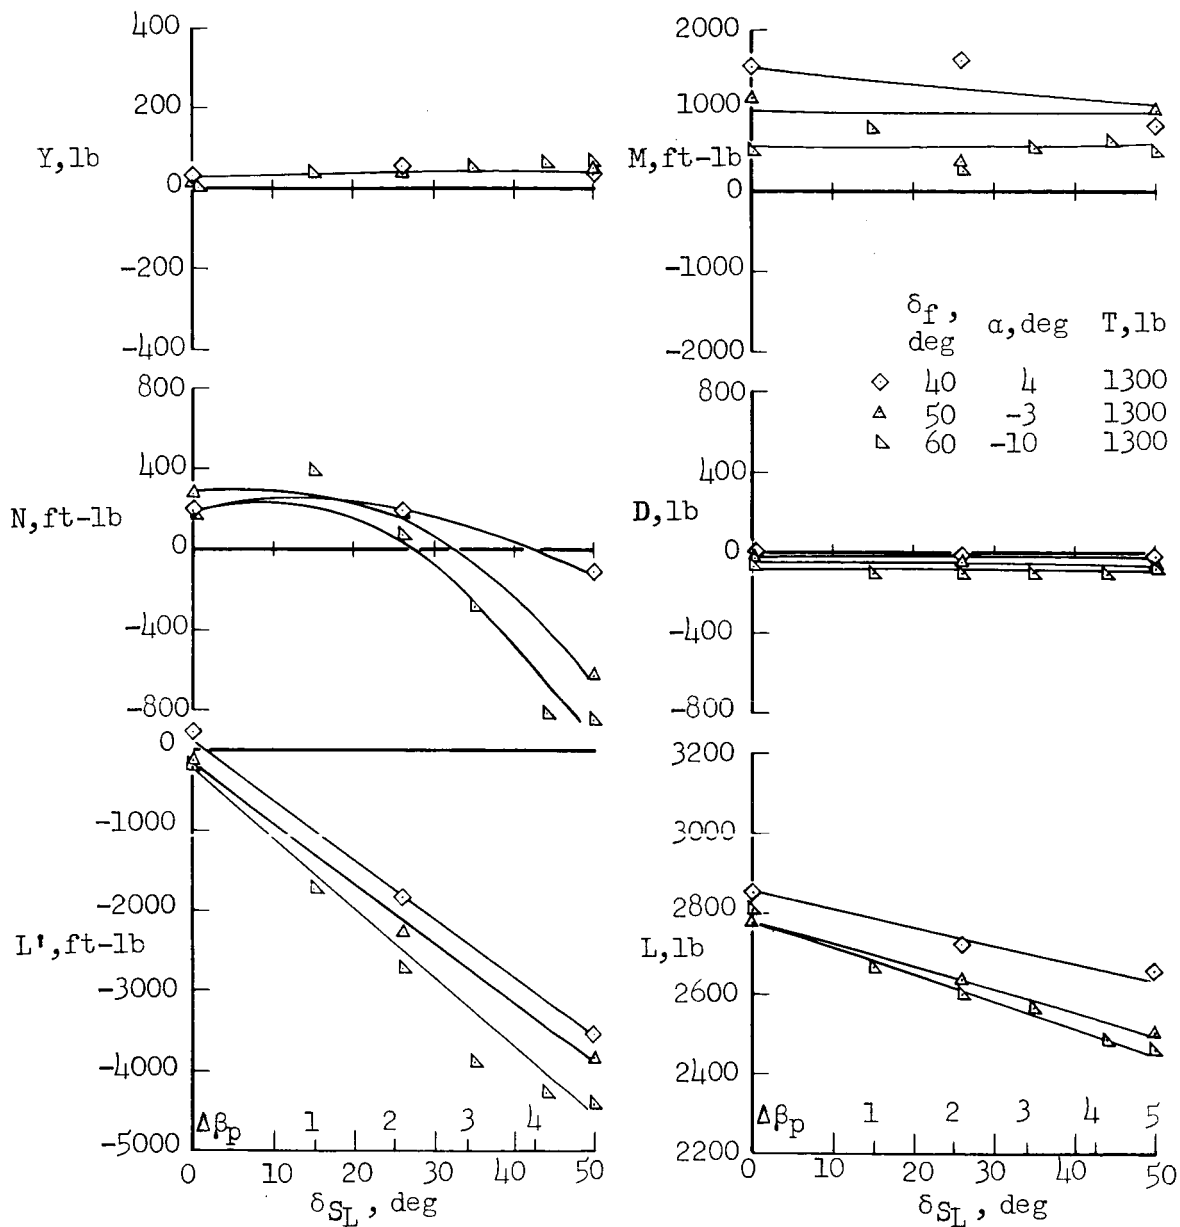 400
200
Y, lb
0
-200
-400
800
400
N, ft-lb
0
-400
-800
0
-1000
-2000
L', ft-lb
-3000
-4000
Δβp 1 2 3 4
-5000
0 10 20 30 40 50
δSL, deg
2000
1000
M, ft-lb
0
-1000
-2000
δf, deg α, deg T, lb
40 4 1300
50 -3 1300
60 -10 1300
800
400
D, lb
0
-400
-800
3200
3000
2800
L, lb
2600
2400
Δβp 1 2 3 4 5
2200
0 10 20 30 40 50
δSL, deg